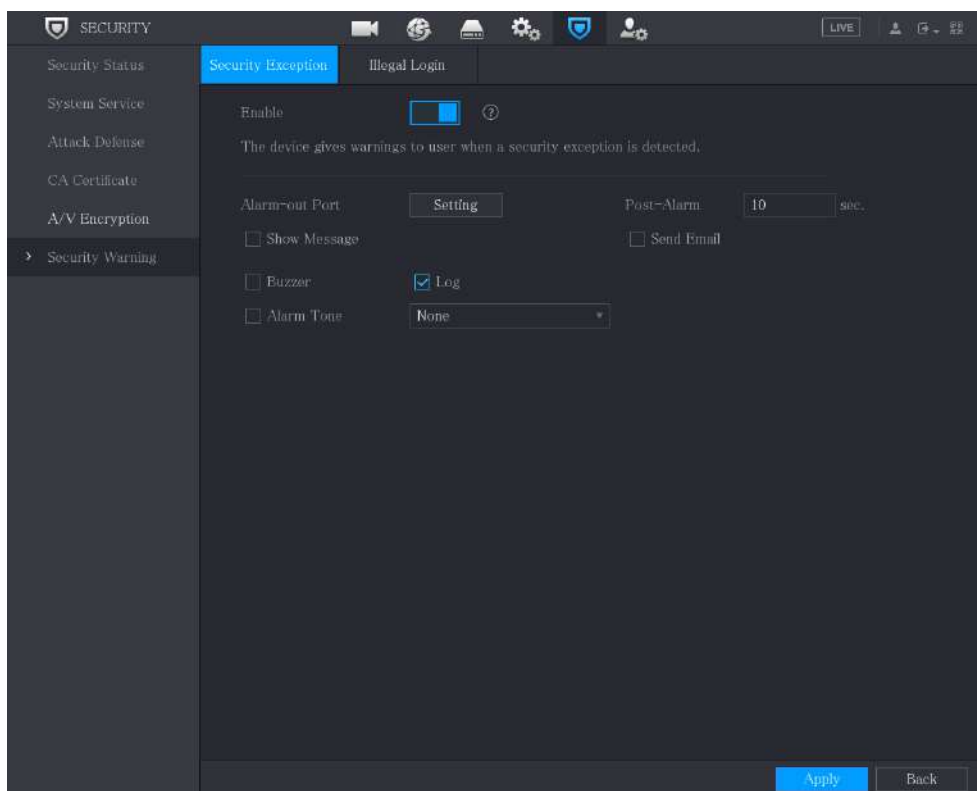 SECURITY
LIVE
Security Status
System Service
Attack Defense
CA Certificate
A/V Encryption
Security Warning
Security Exception
Illegal Login
Enable
The device gives warnings to user when a security exception is detected.
Alarm-out Port
Setting
Post-Alarm
10
sec.
Show Message
Send Email
Buzzer
Log
Alarm Tone
None
Apply
Back